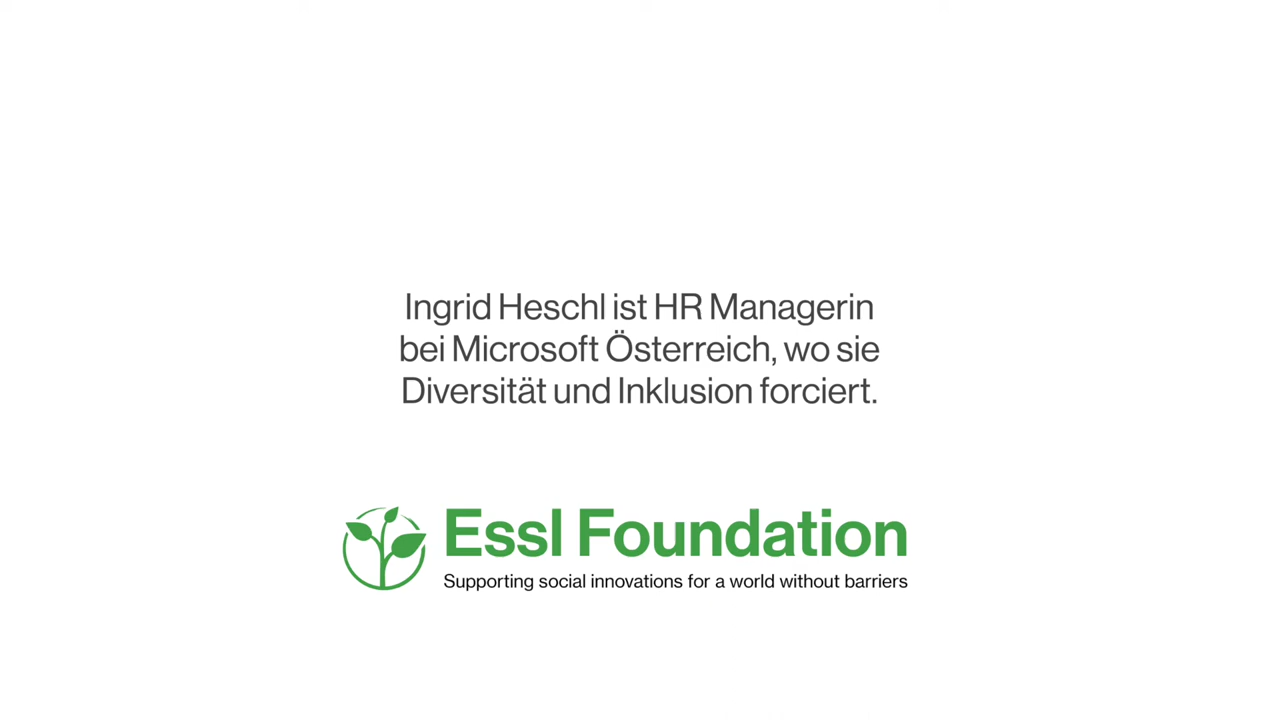 Ingrid Heschl ist HR Managerin
bei Microsoft Österreich, wo sie
Diversität und Inklusion forciert.
Essl Foundation
Supporting social innovations for a world without barriers